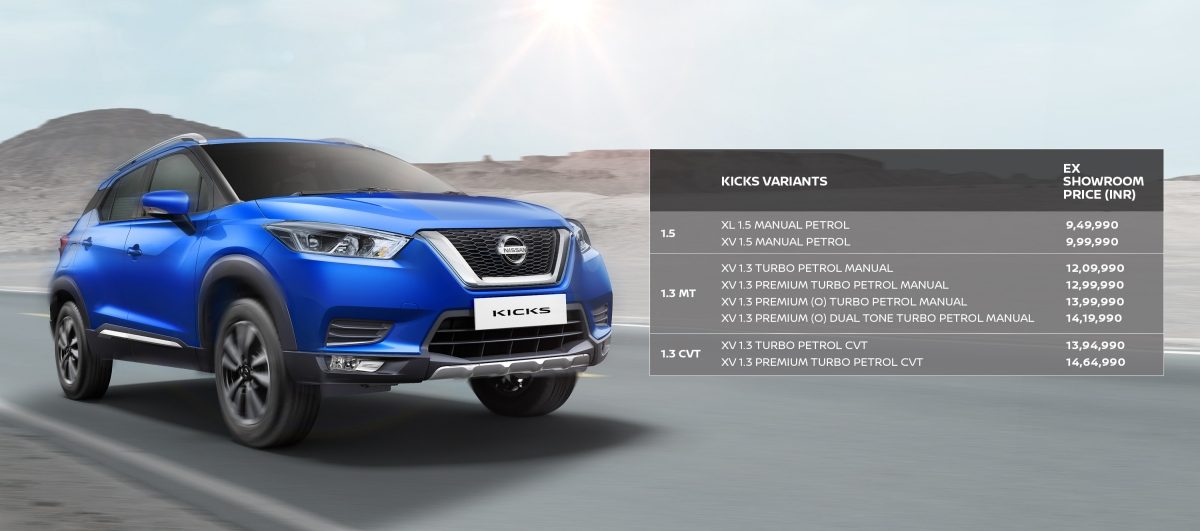 KICKS VARIANTS
EX
SHOWROOM
PRICE (INR)
1.5
XL 1.5 MANUAL PETROL 9,49,990
XV 1.5 MANUAL PETROL 9,99,990
1.3 MT
XV 1.3 TURBO PETROL MANUAL 12,09,990
XV 1.3 PREMIUM TURBO PETROL MANUAL 12,99,990
XV 1.3 PREMIUM (O) TURBO PETROL MANUAL 13,99,990
XV 1.3 PREMIUM (O) DUAL TONE TURBO PETROL MANUAL 14,19,990
1.3 CVT
XV 1.3 TURBO PETROL CVT 13,94,990
XV 1.3 PREMIUM TURBO PETROL CVT 14,64,990
NISSAN
KICKS